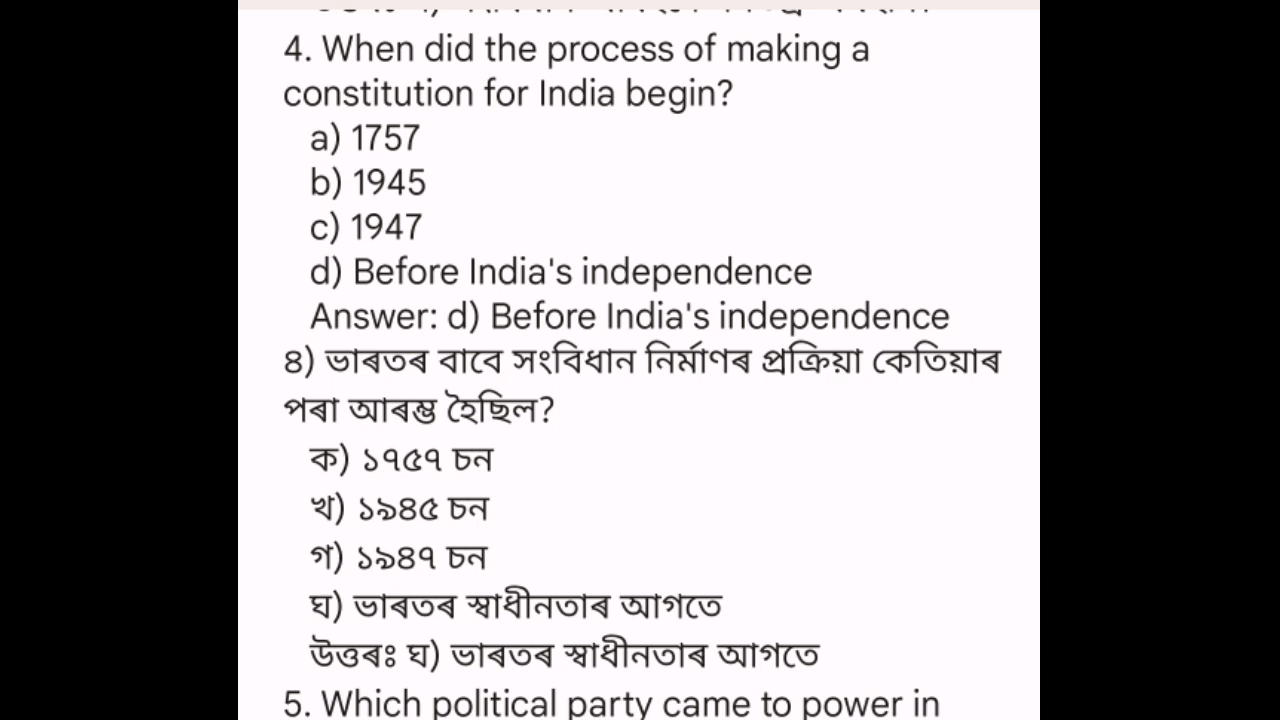 4. When did the process of making a
constitution for India begin?
a) 1757
b) 1945
c) 1947
d) Before India's independence
Answer: d) Before India's independence
৪) ভাৰতৰ বাবে সংবিধান নিৰ্মাণৰ প্ৰক্ৰিয়া কেতিয়াৰ
পৰা আৰম্ভ হৈছিল?
ক) ১৭৫৭ চন
খ) ১৯৪৫ চন
গ) ১৯৪৭ চন
ঘ) ভাৰতৰ স্বাধীনতাৰ আগতে
উত্তৰঃ ঘ) ভাৰতৰ স্বাধীনতাৰ আগতে
5. Which political party came to power in